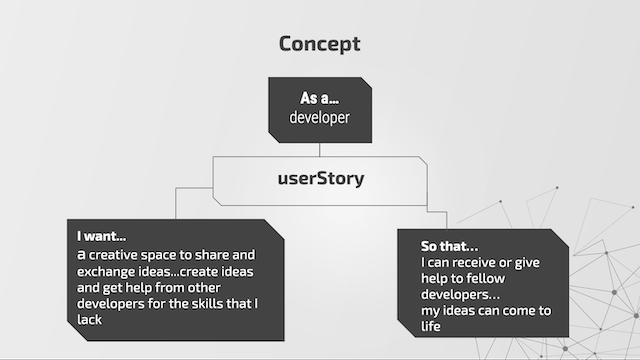 Concept
As a...
developer
userStory
I want...
a creative space to share and
exchange ideas...create ideas
and get help from other
developers for the skills that I
lack
So that...
I can receive or give
help to fellow
developers...
my ideas can come to
life